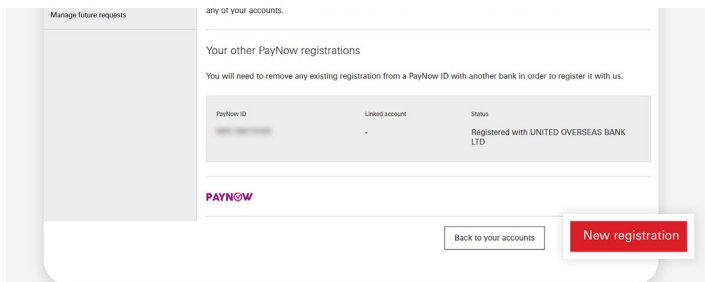 Manage future requests
any of your accounts.
Your other PayNow registrations
You will need to remove any existing registration from a PayNow ID with another bank in order to register it with us.
PayNow ID Linked account Status
- Registered with UNITED OVERSEAS BANK
LTD
PAYNOW
Back to your accounts New registration